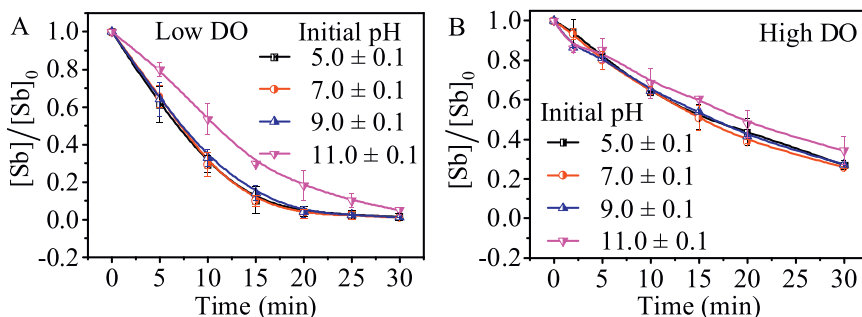 A
Low DO
Initial pH
5.0 ± 0.1
7.0 ± 0.1
9.0 ± 0.1
11.0 ± 0.1
[Sb]/[Sb]0
1.0
0.8
0.6
0.4
0.2
0.0
-0.2
0 5 10 15 20 25 30
Time (min)
B
High DO
Initial pH
5.0 ± 0.1
7.0 ± 0.1
9.0 ± 0.1
11.0 ± 0.1
[Sb]/[Sb]0
1.0
0.8
0.6
0.4
0.2
0.0
-0.2
0 5 10 15 20 25 30
Time (min)